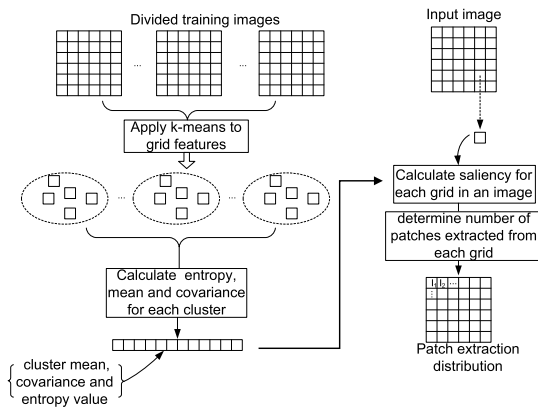 Divided training images
... ...
Apply k-means to
grid features
... ...
Calculate entropy,
mean and covariance
for each cluster
cluster mean,
covariance and
entropy value
Input image
Calculate saliency for
each grid in an image
determine number of
patches extracted from
each grid
I1 I2 ...
Patch extraction
distribution